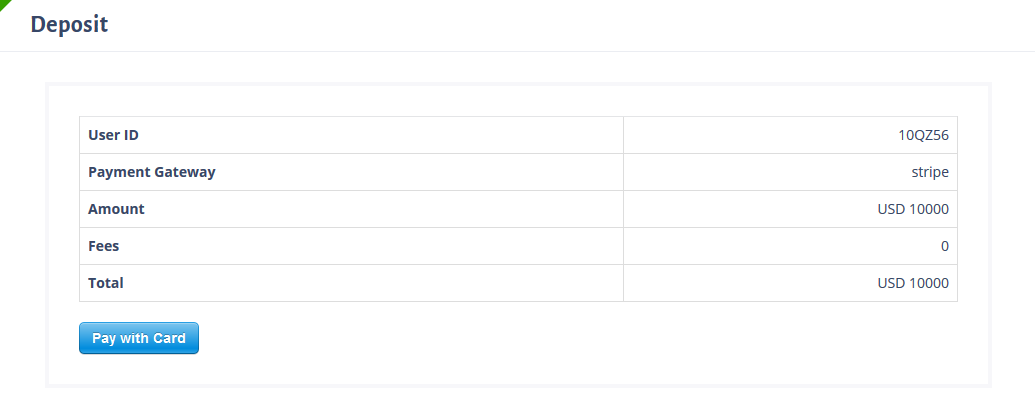 Deposit
User ID 10QZ56
Payment Gateway stripe
Amount USD 10000
Fees 0
Total USD 10000
Pay with Card